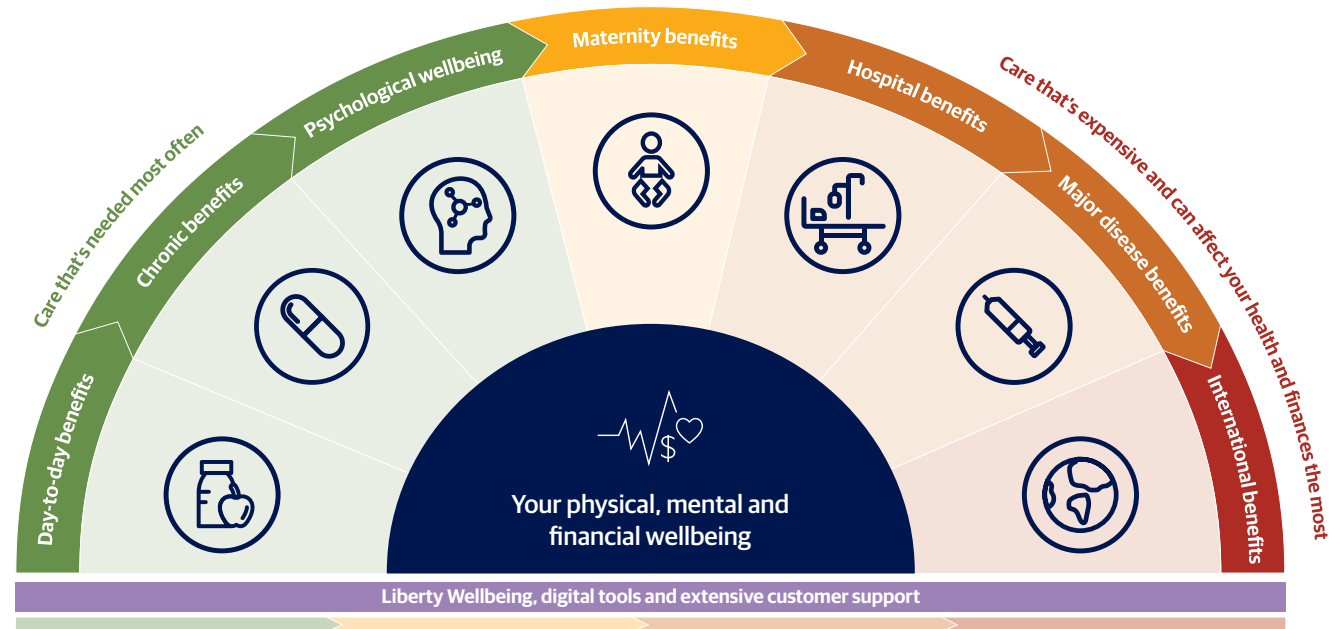 Care that's needed most often
Care that's expensive and can affect your health and finances the most
Day-to-day benefits
Chronic benefits
Psychological wellbeing
Maternity benefits
Hospital benefits
Major disease benefits
International benefits
$
Your physical, mental and
financial wellbeing
Liberty Wellbeing, digital tools and extensive customer support